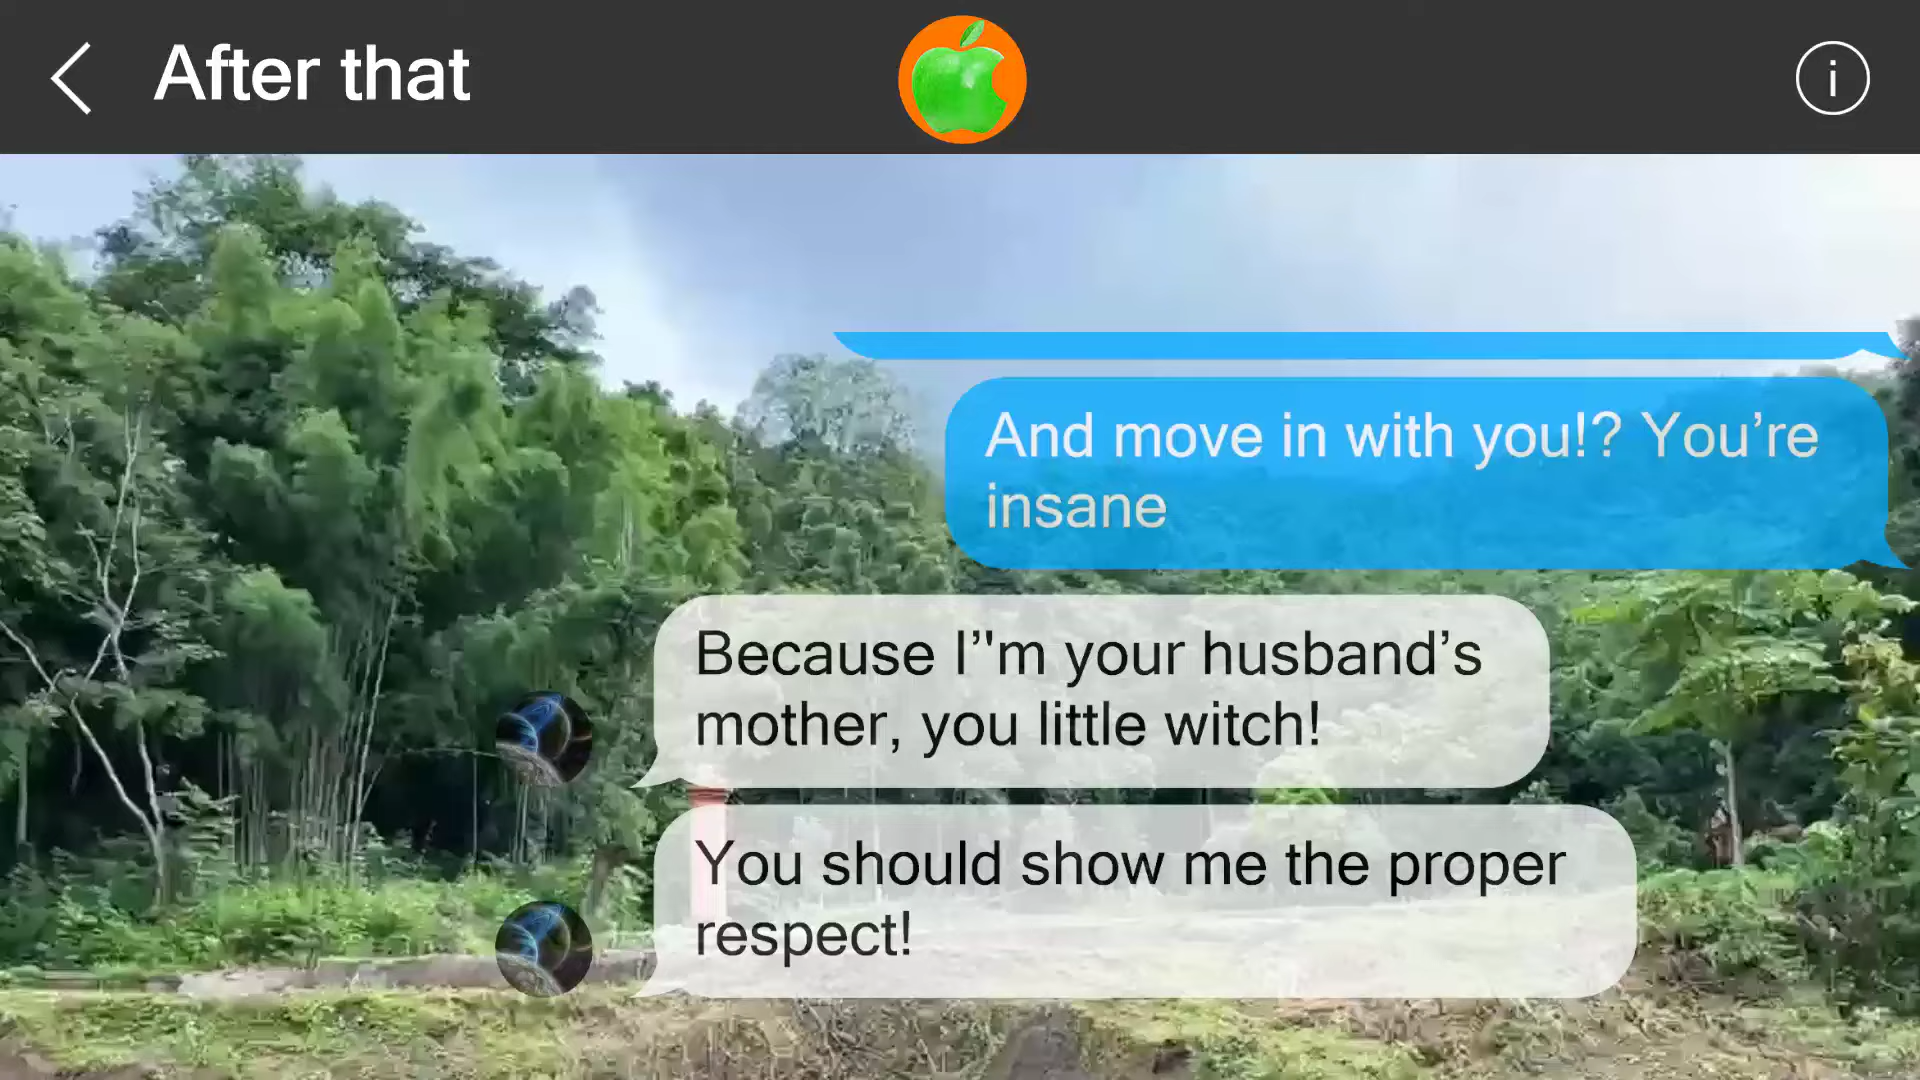 After that
And move in with you!? You’re
insane
Because I’'m your husband’s
mother, you little witch!
You should show me the proper
respect!